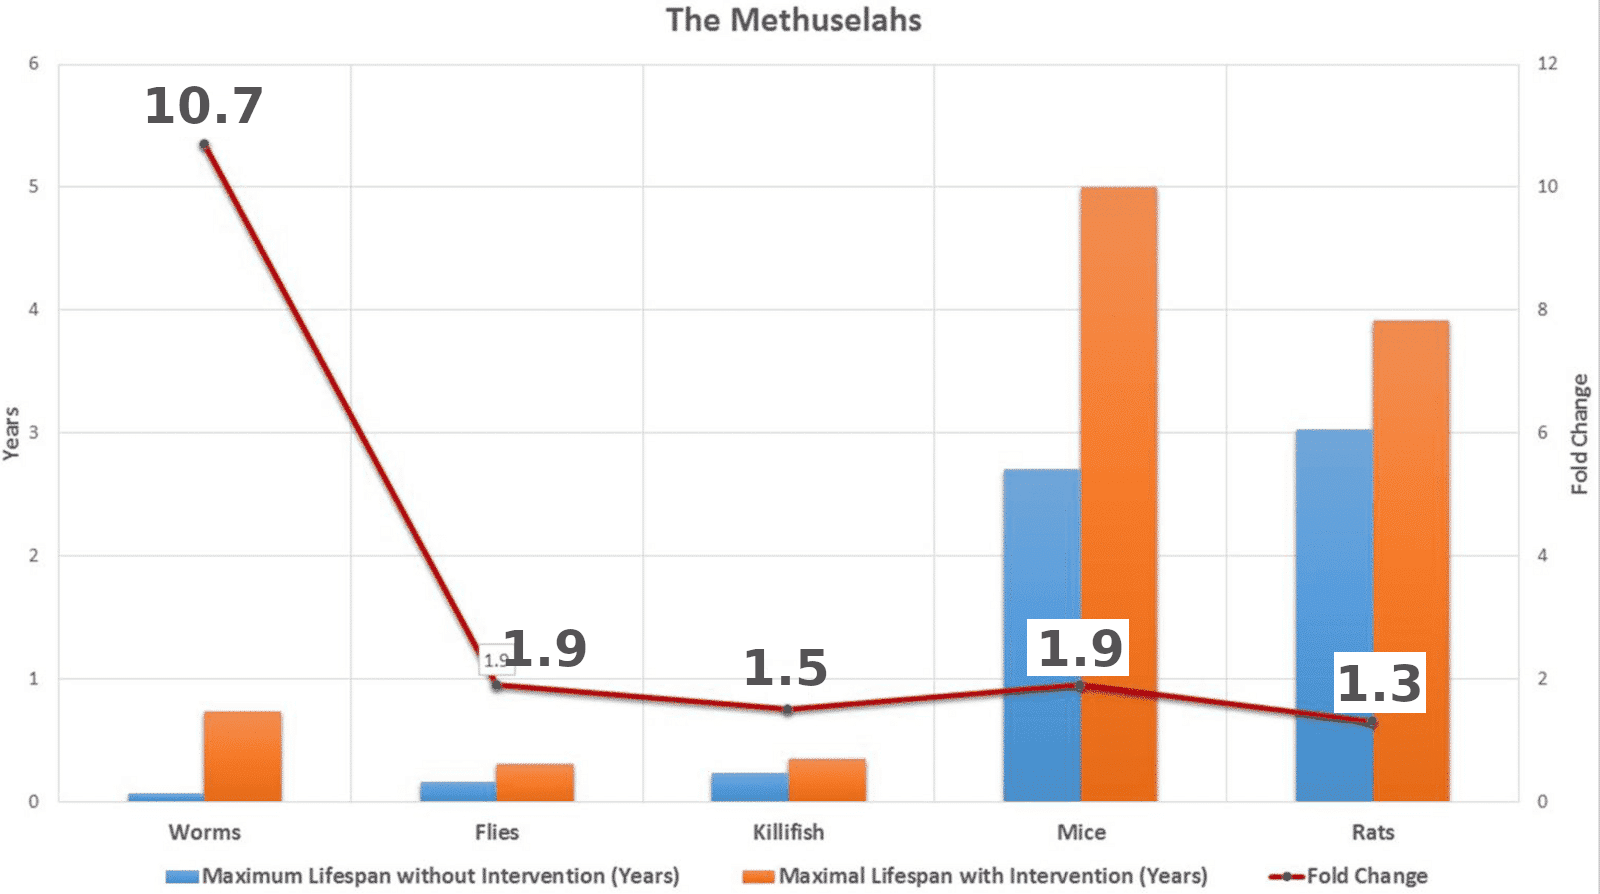 The Methuselahs
6
12
10.7
5
10
4
8
Years
3
6
Fold Change
2
4
1.9
1.9
1.5
1.9
1.3
1
2
0
0
Worms
Flies
Killifish
Mice
Rats
Maximum Lifespan without Intervention (Years)
Maximal Lifespan with Intervention (Years)
Fold Change